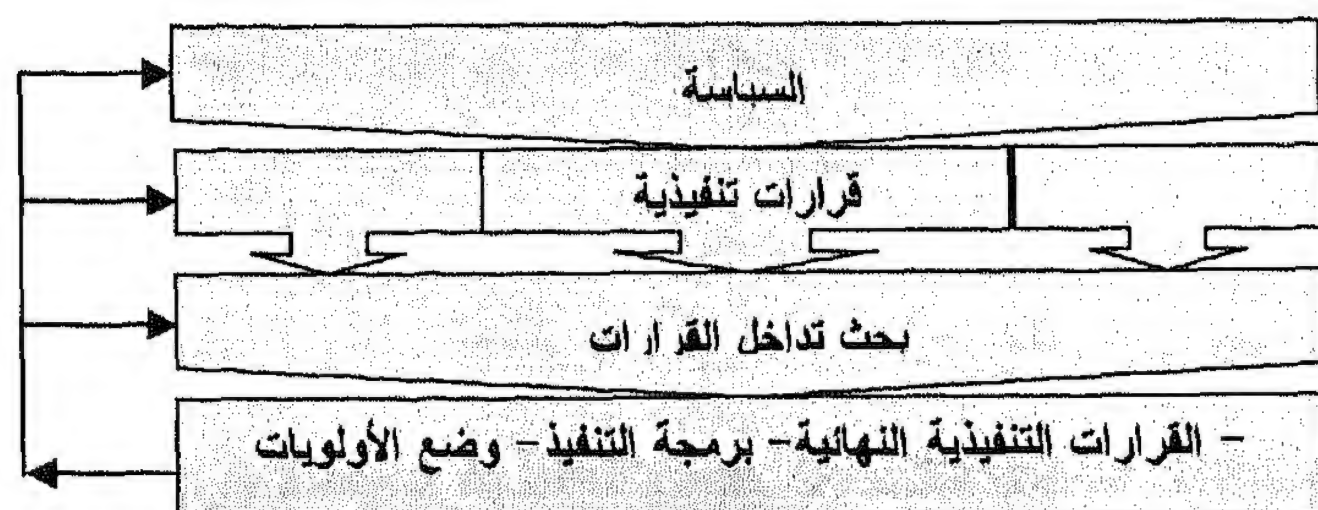 السياسة
قرارات تنفيذية
بحث تداخل القرارات
- القرارات التنفيذية النهائية- برمجة التنفيذ- وضع الأولويات